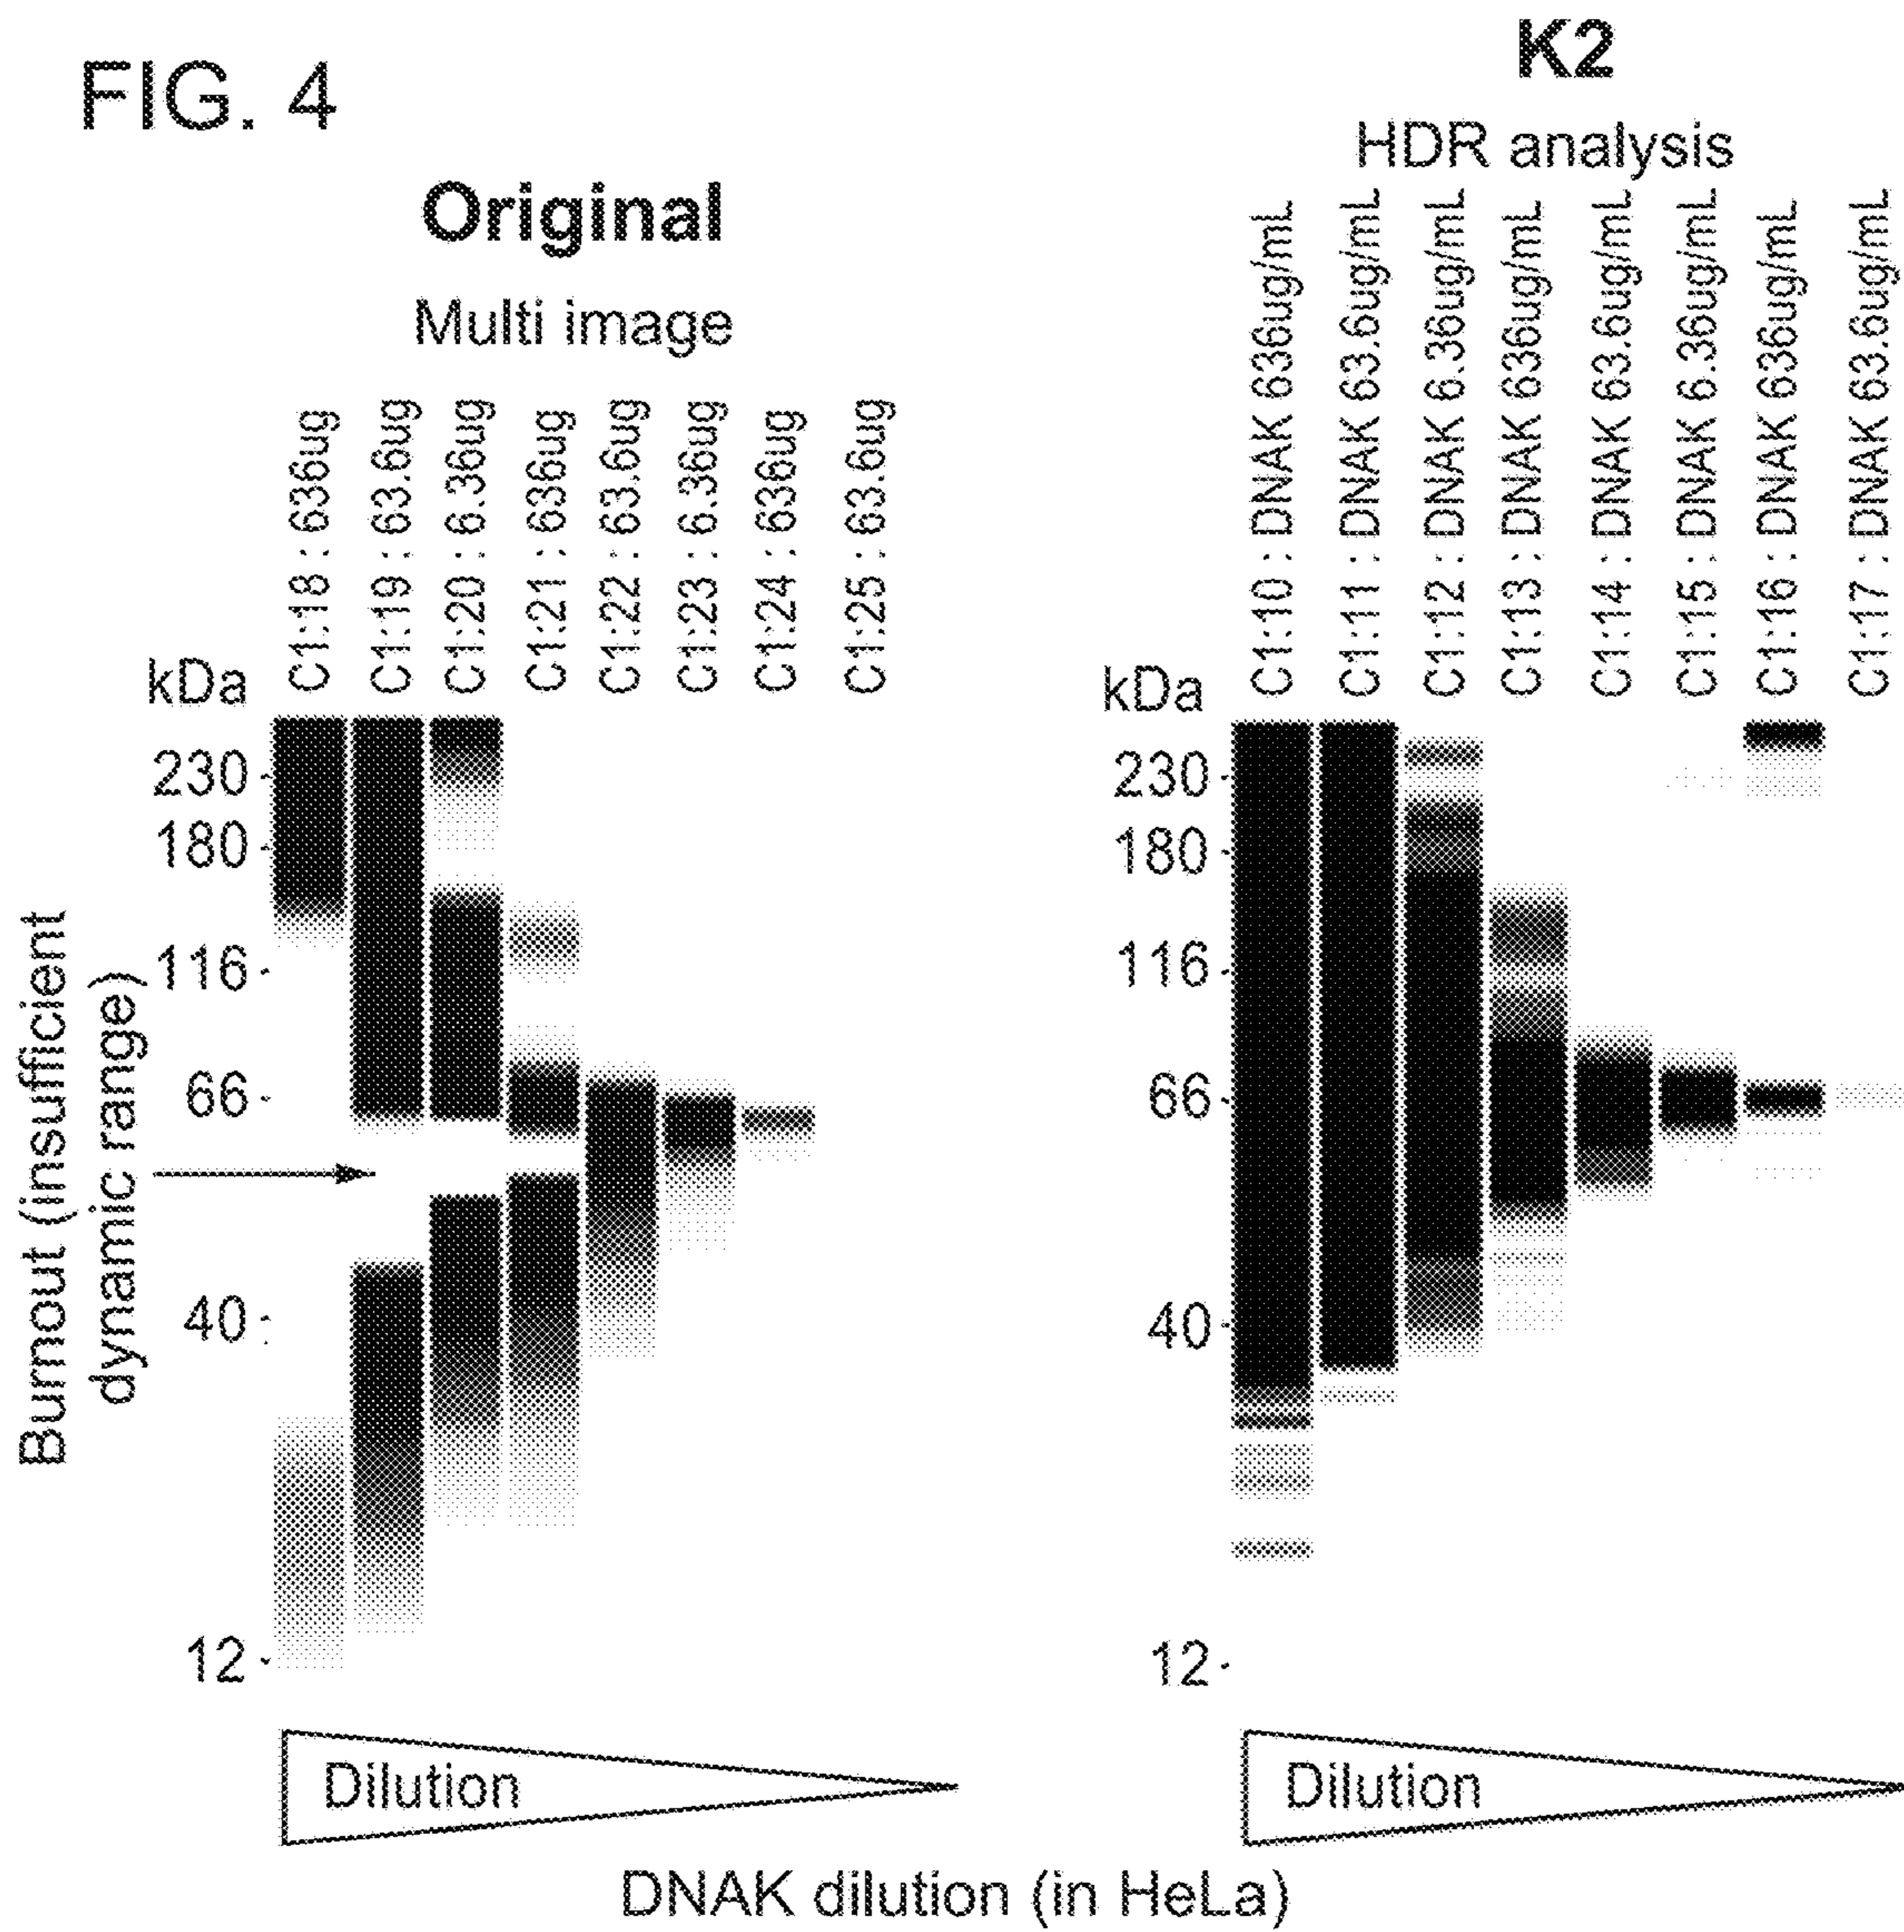 FIG. 4
Original
Multi image
C1:18 : 636ug
C1:19 : 63.6ug
C1:20 : 6.36ug
C1:21 : 636ug
C1:22 : 63.6ug
C1:23 : 6.36ug
C1:24 : 636ug
C1:25 : 63.6ug
kDa
230
180
116
66
40
12
Burnout (insufficient
dynamic range)
Dilution
K2
HDR analysis
C1:10 : DNAK 636ug/mL
C1:11 : DNAK 63.6ug/mL
C1:12 : DNAK 6.36ug/mL
C1:13 : DNAK 636ug/mL
C1:14 : DNAK 63.6ug/mL
C1:15 : DNAK 6.36ug/mL
C1:16 : DNAK 636ug/mL
C1:17 : DNAK 63.6ug/mL
kDa
230
180
116
66
40
12
Dilution
DNAK dilution (in HeLa)